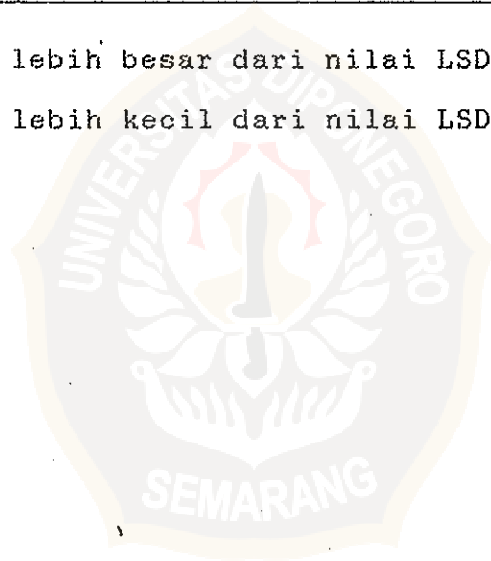 lebih besar dari nilai LSD
lebih kecil dari nilai LSD
UNIVERSITAS DIPONEGORO
SEMARANG